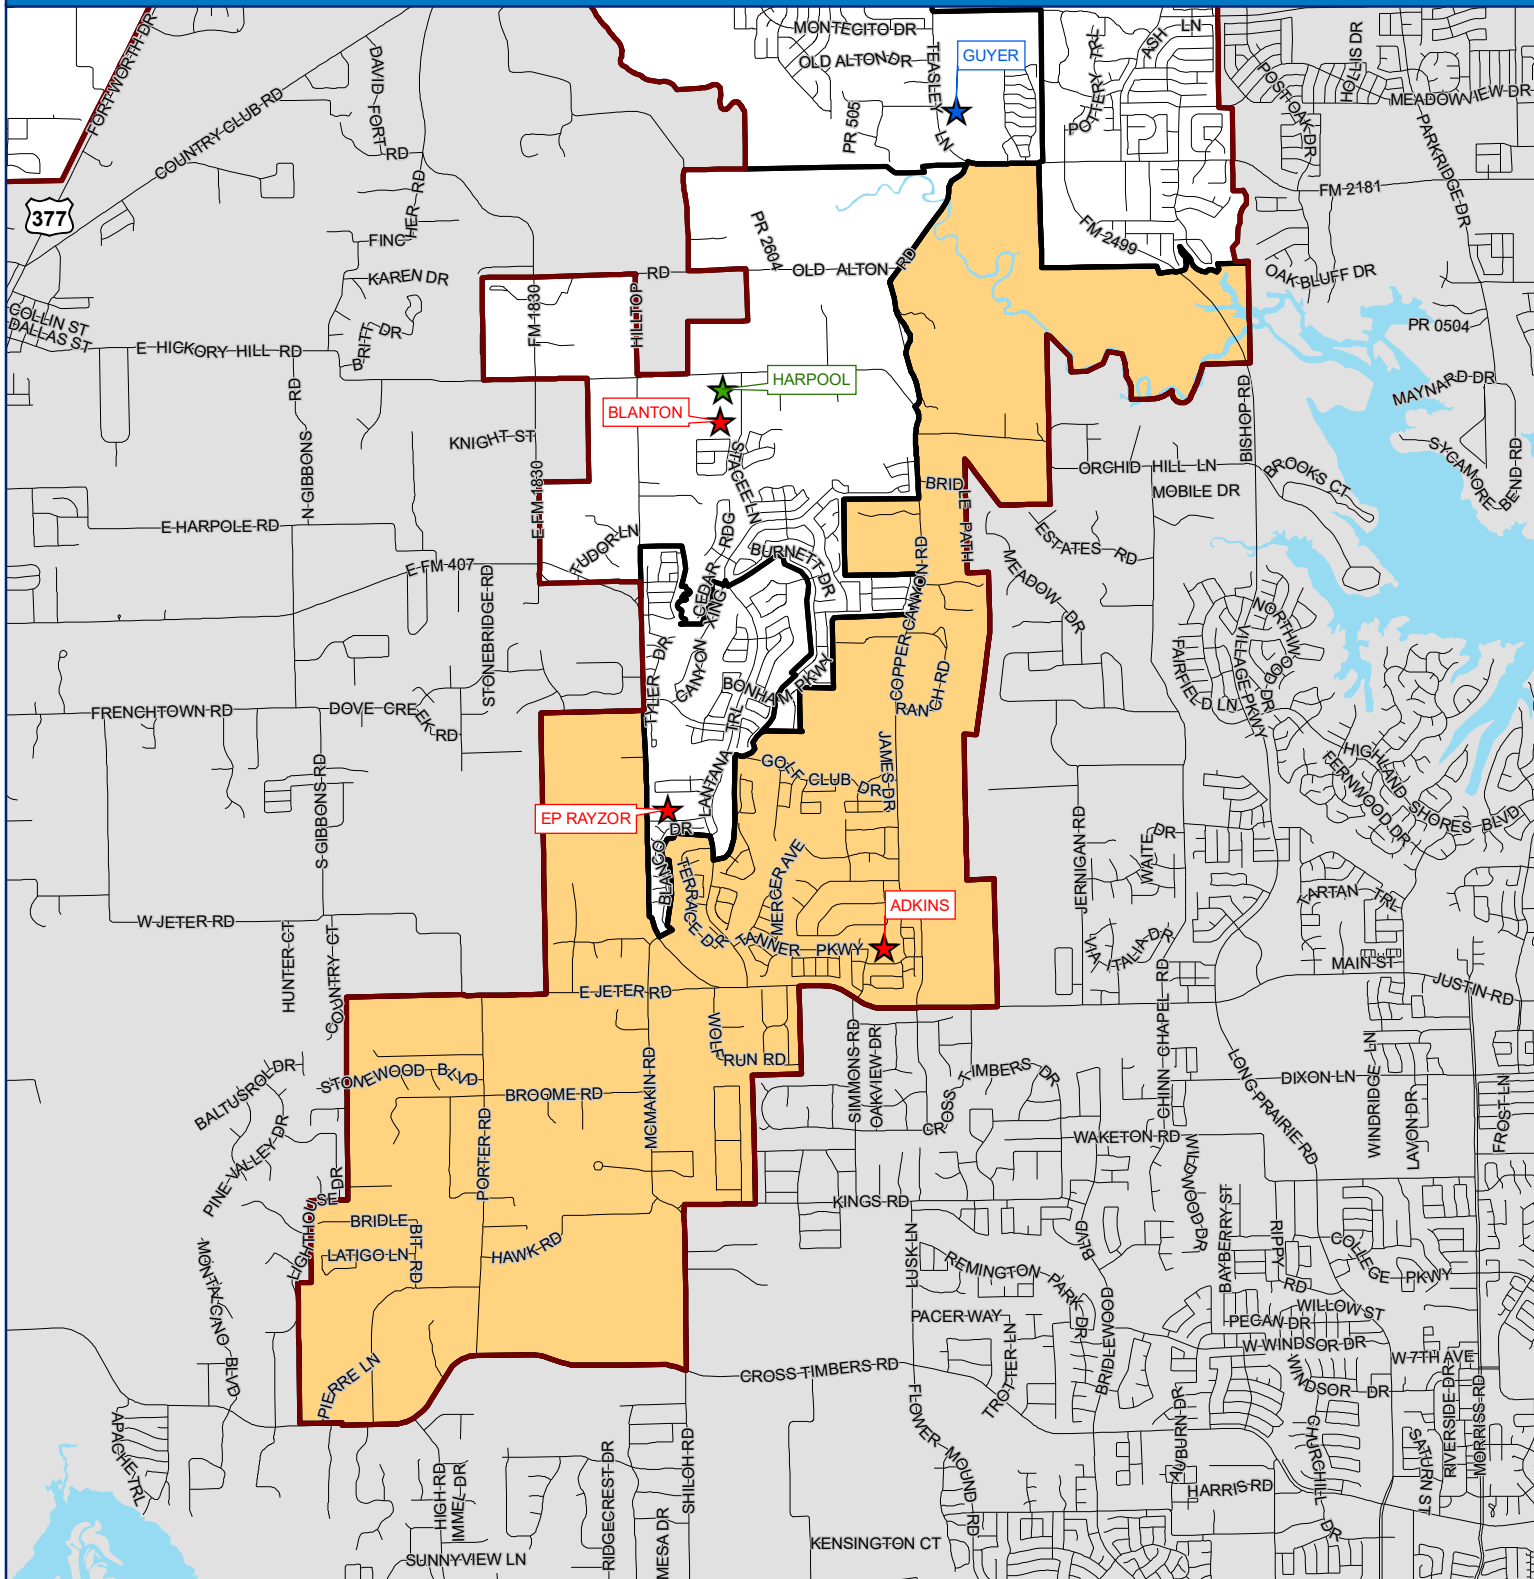 MONTECITO DR
OLD ALTON DR
TEASLEY LN
GUYER
PR 505
POTTERY TRL
ASH LN
POST OAK DR
HOLLIS DR
MEADOWVIEW DR
PARKRIDGE DR
FM 2181
FORT WORTH DR
COUNTRY CLUB RD
DAVID FORT RD
377
FINCHER RD
KAREN DR
BRITT DR
COLLIN ST
DALLAS ST
E HICKORY HILL RD
FM 1830
HILLTOP RD
PR 2604
OLD ALTON RD
FM 2499
OAK BLUFF DR
PR 0504
MAYNARD DR
SYCAMORE BEND RD
BISHOP RD
HARPOOL
BLANTON
KNIGHT ST
N GIBBONS RD
E FM 1830
STACEE LN
ORCHID HILL LN
BROOKS CT
MOBILE DR
BRIDLE PATH
ESTATES RD
E HARPOLE RD
TUDOR LN
E FM 407
STONEBRIDGE RD
CEDAR RDG
BURNETT DR
COPPER CANYON RD
MEADOW DR
XING
CANYON
TYLER DR
BONHAM PKWY
RANCH RD
NORTHWOOD DR
VILLAGE PKWY
FAIRFIELD LN
FRENCHTOWN RD
DOVE CREEK RD
S GIBBONS RD
LANTANA TRL
GOLF CLUB DR
JAMES DR
HIGHLAND SHORES BLVD
FERNWOOD DR
EP RAYZOR
BLANCO DR
TERRACE DR
MERCER AVE
TANNER PKWY
ADKINS
JERNIGAN RD
WAITE DR
TARTAN TRL
VIA ITALIA DR
MAIN ST
JUSTIN RD
W JETER RD
HUNTER CT
COUNTRY CT
E JETER RD
WOLF RUN RD
MCMAKIN RD
SIMMONS RD
OAKVIEW DR
CROSS TIMBERS DR
CHINN CHAPEL RD
LONG PRAIRIE RD
DIXON LN
WINDRIDGE LN
LAVON DR
FROST LN
BALTUSROL DR
STONEWOOD BLVD
BROOME RD
PORTER RD
PINE VALLEY DR
WAKETON RD
WILDWOOD DR
KINGS RD
LIGHTHOUSE DR
BRIDLE BIT RD
LATIGO LN
HAWK RD
MONTALCINO BLVD
LUSK LN
REMINGTON PARK DR
BRIDLEWOOD BLVD
BAYBERRY ST
RIPPY RD
COLLEGE PKWY
WILLOW ST
PECAN DR
W WINDSOR DR
WINDSOR DR
W 7TH AVE
PACER WAY
TROTTER LN
CROSS TIMBERS RD
PIERRE LN
APACHE TRL
HIGH RD
IMMEL DR
SUNNYVIEW LN
RIDGECREST DR
MESA DR
SHILOH RD
FLOWER MOUND RD
KENSINGTON CT
AUBURN DR
HARRIS RD
CHURCHILL DR
SATURN ST
RIVERSIDE DR
MORRISS RD